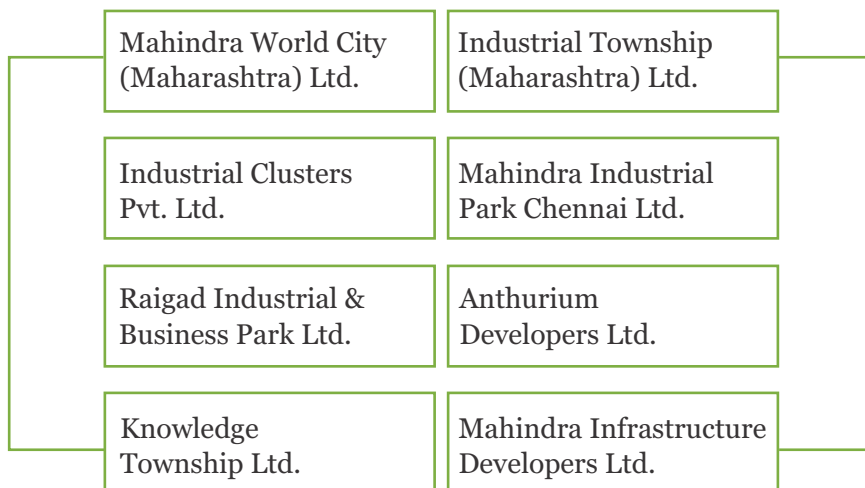 Mahindra World City
(Maharashtra) Ltd.
Industrial Township
(Maharashtra) Ltd.
Industrial Clusters
Pvt. Ltd.
Mahindra Industrial
Park Chennai Ltd.
Raigad Industrial &
Business Park Ltd.
Anthurium
Developers Ltd.
Knowledge
Township Ltd.
Mahindra Infrastructure
Developers Ltd.